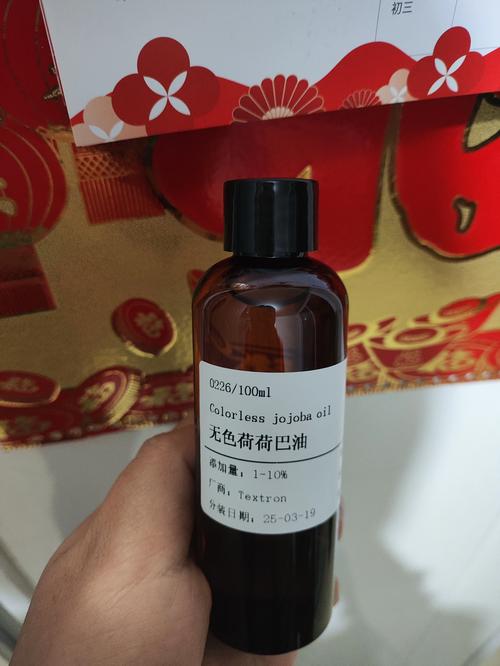 初三
0226/100ml
Colorless jojoba oil
无色荷荷巴油
添加量：1-10%
厂商：Textron
分装日期：25-03-19